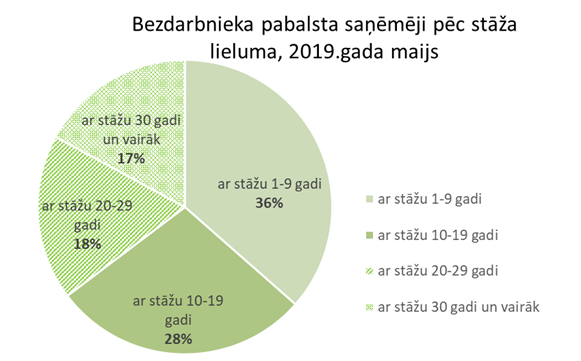 Bezdarbnieka pabalsta saņēmēji pēc stāža
lieluma, 2019.gada maijs
ar stāžu 30 gadi
un vairāk
17%
ar stāžu 1-9 gadi
36%
ar stāžu 20-29
gadi
18%
ar stāžu 10-19
gadi
28%
ar stāžu 1-9 gadi
ar stāžu 10-19 gadi
ar stāžu 20-29 gadi
ar stāžu 30 gadi un vairāk